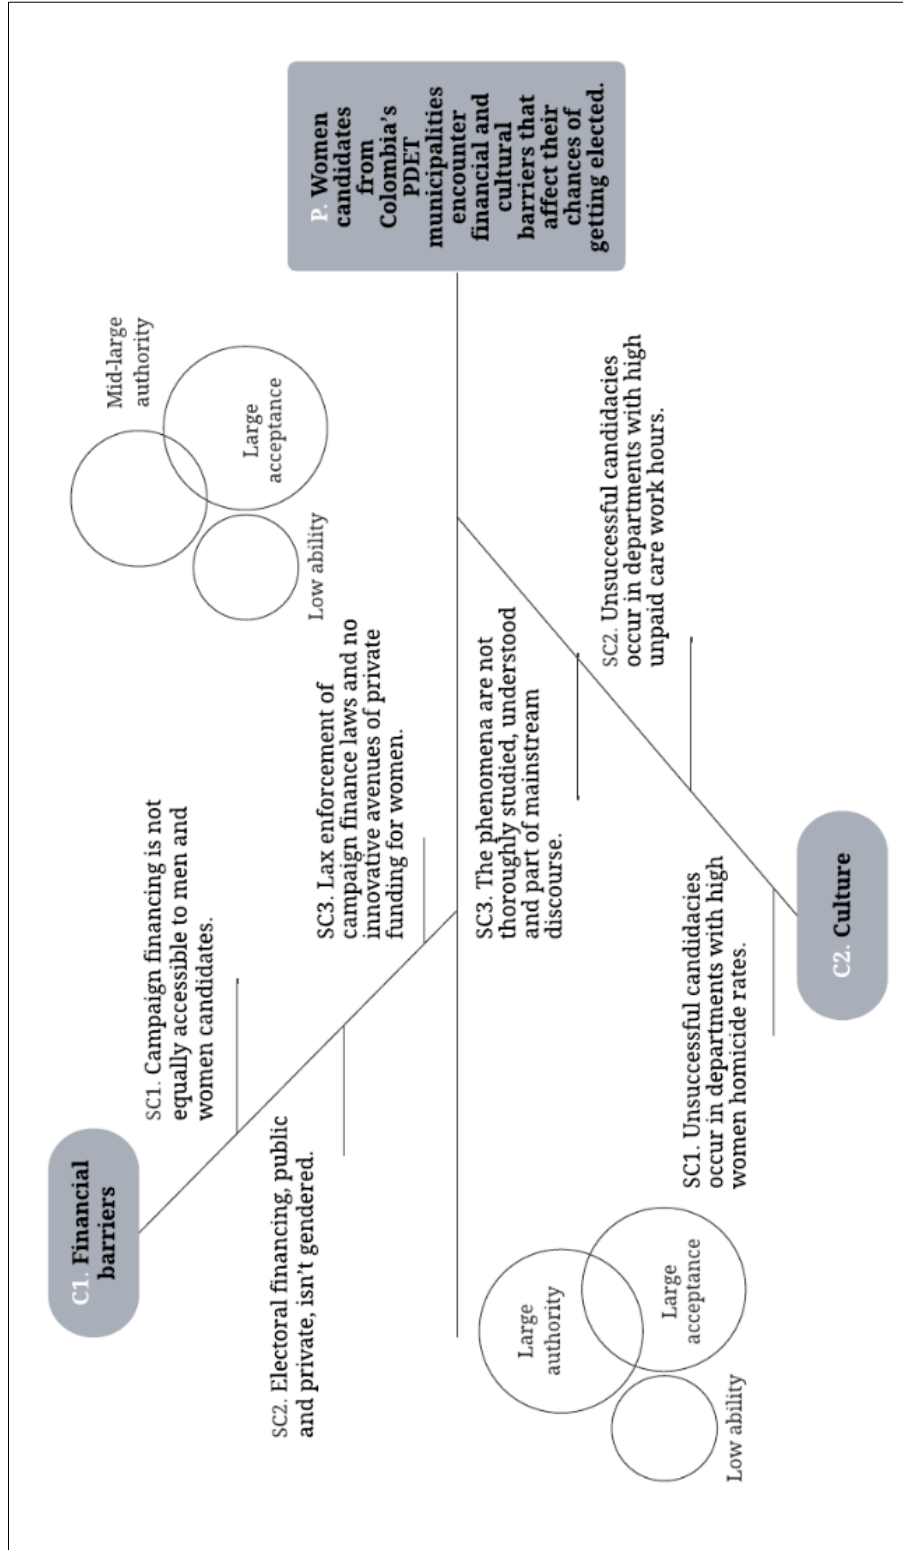 C1. Financial
barriers
SC1. Campaign financing is not
equally accessible to men and
women candidates.
SC2. Electoral financing, public
and private, isn't gendered.
SC3. Lax enforcement of
campaign finance laws and no
innovative avenues of private
funding for women.
Mid-large
authority
Large
acceptance
Low ability
P. Women
candidates
from
Colombia's
PDET
municipalities
encounter
financial and
cultural
barriers that
affect their
chances of
getting elected.
Large
authority
Large
acceptance
Low ability
SC3. The phenomena are not
thoroughly studied, understood
and part of mainstream
discourse.
SC2. Unsuccessful candidacies
occur in departments with high
unpaid care work hours.
SC1. Unsuccessful candidacies
occur in departments with high
women homicide rates.
C2. Culture